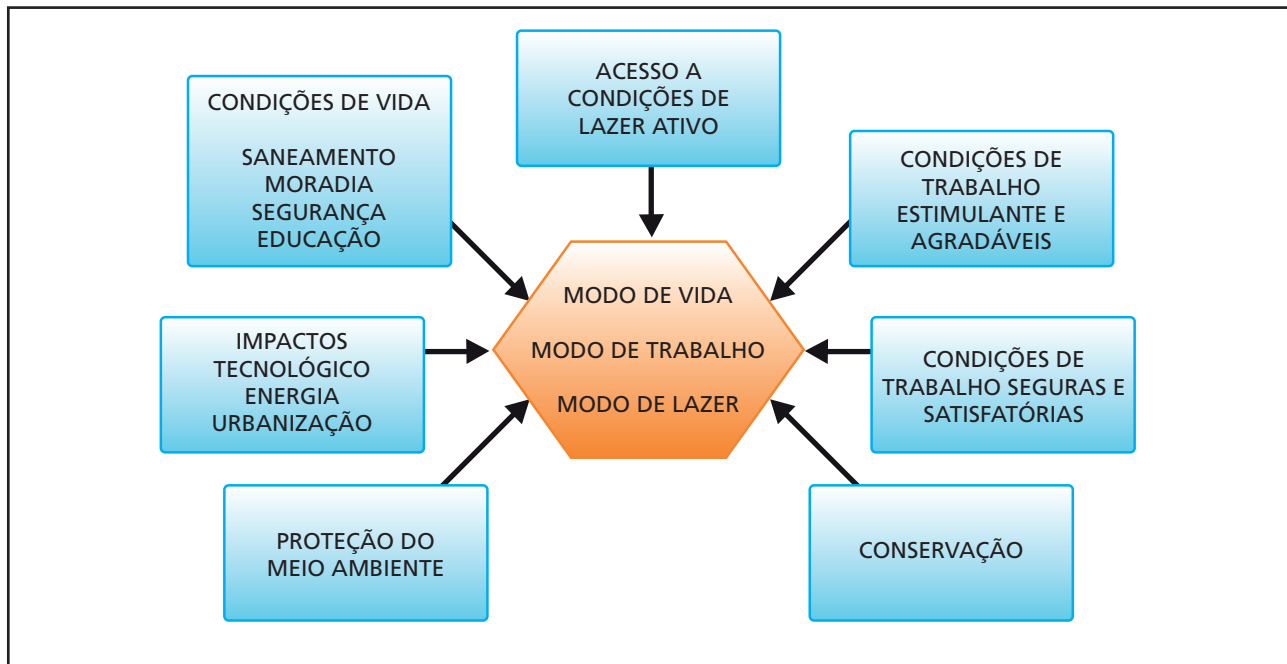 CONDIÇÕES DE VIDA
SANEAMENTO
MORADIA
SEGURANÇA
EDUCAÇÃO
ACESSO A
CONDIÇÕES DE
LAZER ATIVO
CONDIÇÕES DE
TRABALHO
ESTIMULANTE E
AGRADÁVEIS
MODO DE VIDA
MODO DE TRABALHO
MODO DE LAZER
IMPACTOS
TECNOLÓGICO
ENERGIA
URBANIZAÇÃO
CONDIÇÕES DE
TRABALHO SEGURAS E
SATISFATÓRIAS
PROTEÇÃO DO
MEIO AMBIENTE
CONSERVAÇÃO